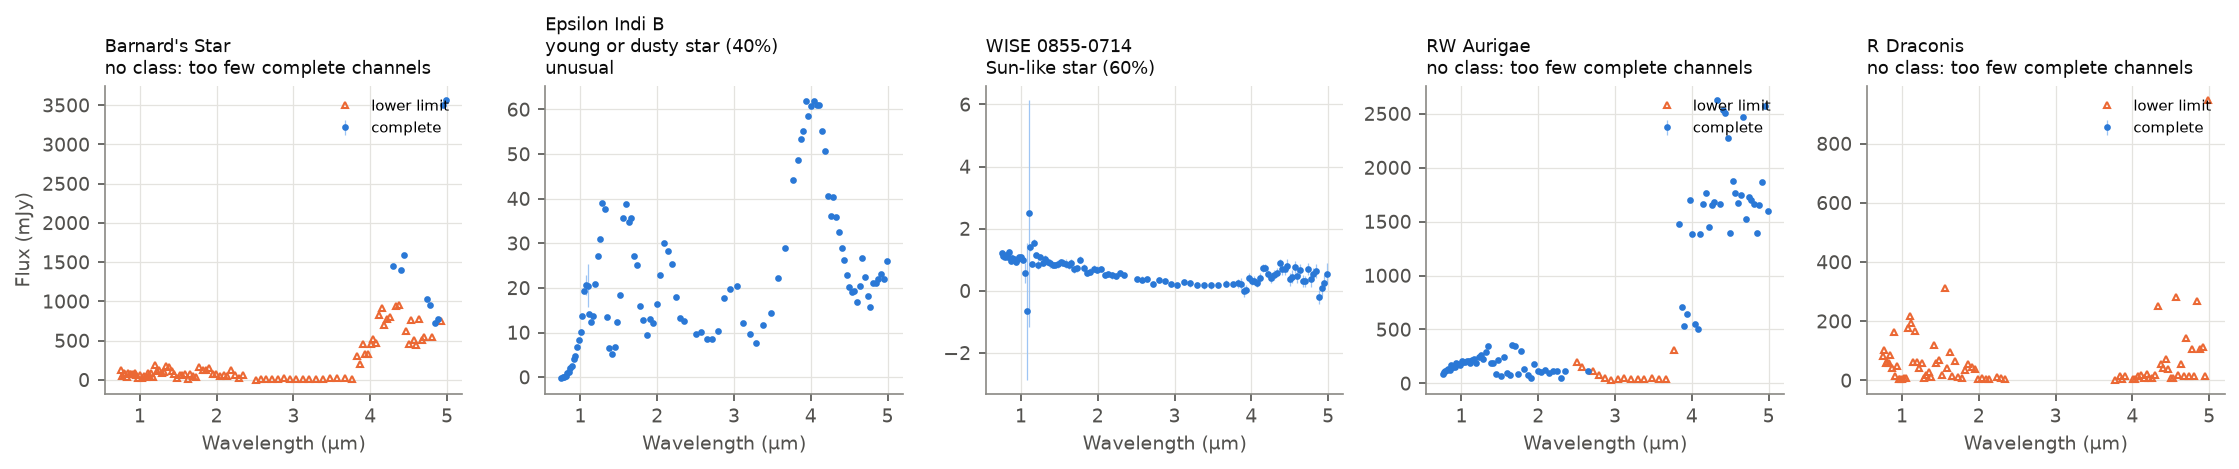 Barnard's Star
no class: too few complete channels
lower limit
complete
3500
3000
2500
2000
1500
1000
500
0
Flux (mJy)
1 2 3 4 5
Wavelength (µm)
Epsilon Indi B
young or dusty star (40%)
unusual
60
50
40
30
20
10
0
1 2 3 4 5
Wavelength (µm)
WISE 0855-0714
Sun-like star (60%)
6
4
2
0
−2
1 2 3 4 5
Wavelength (µm)
RW Aurigae
no class: too few complete channels
lower limit
complete
2500
2000
1500
1000
500
0
1 2 3 4 5
Wavelength (µm)
R Draconis
no class: too few complete channels
lower limit
complete
800
600
400
200
0
1 2 3 4 5
Wavelength (µm)